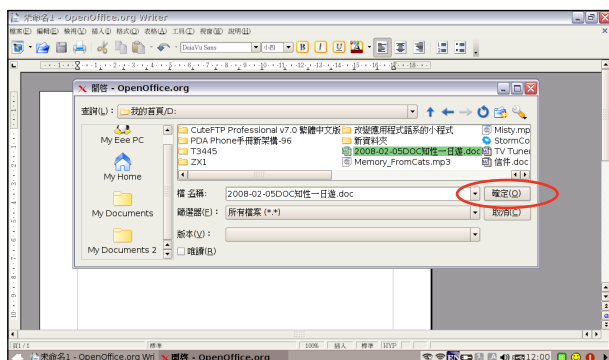 未命名1 - OpenOffice.org Writer
檔案(F) 編輯(E) 檢視(V) 插入(I) 格式(O) 表格(A) 工具(T) 視窗(W) 說明(H)
DejaVu Sans 小四 B I U
開啓 - OpenOffice.org
查詢(L): 我的首頁/D:
My Eee PC
My Home
My Documents
My Documents 2
CuteFTP Professional v7.0 繁體中文版
PDA Phone手冊新架構-96
T3445
ZX1
改變應用程式語系的小程式
新資料夾
2008-02-05DOC知性一日遊.doc
Memory_FromCats.mp3
Misty.mp
StormCo
TV Tuner
信件.doc
檔名稱: 2008-02-05DOC知性一日遊.doc 確定(O)
篩選器(F): 所有檔案 (*.*) 取消(C)
版本(V):
唯讀(R)
頁1 / 1 標準 100% 插入 標準 HYP
未命名1 - OpenOffice.org Wri 開啓 - OpenOffice.org EN 12:00